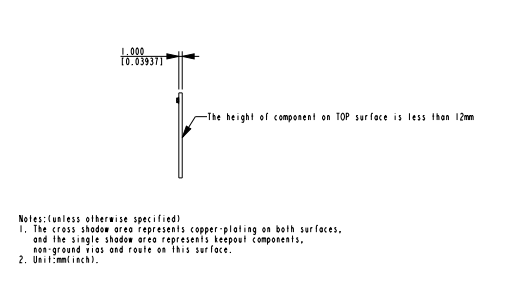 1.000
[0.03937]
The height of component on TOP surface is less than 12mm
Notes:(unless otherwise specified)
1. The cross shadow area represents copper-plating on both surfaces,
and the single shadow area represents keepout components,
non-ground vias and route on this surface.
2. Unit:mm(inch).